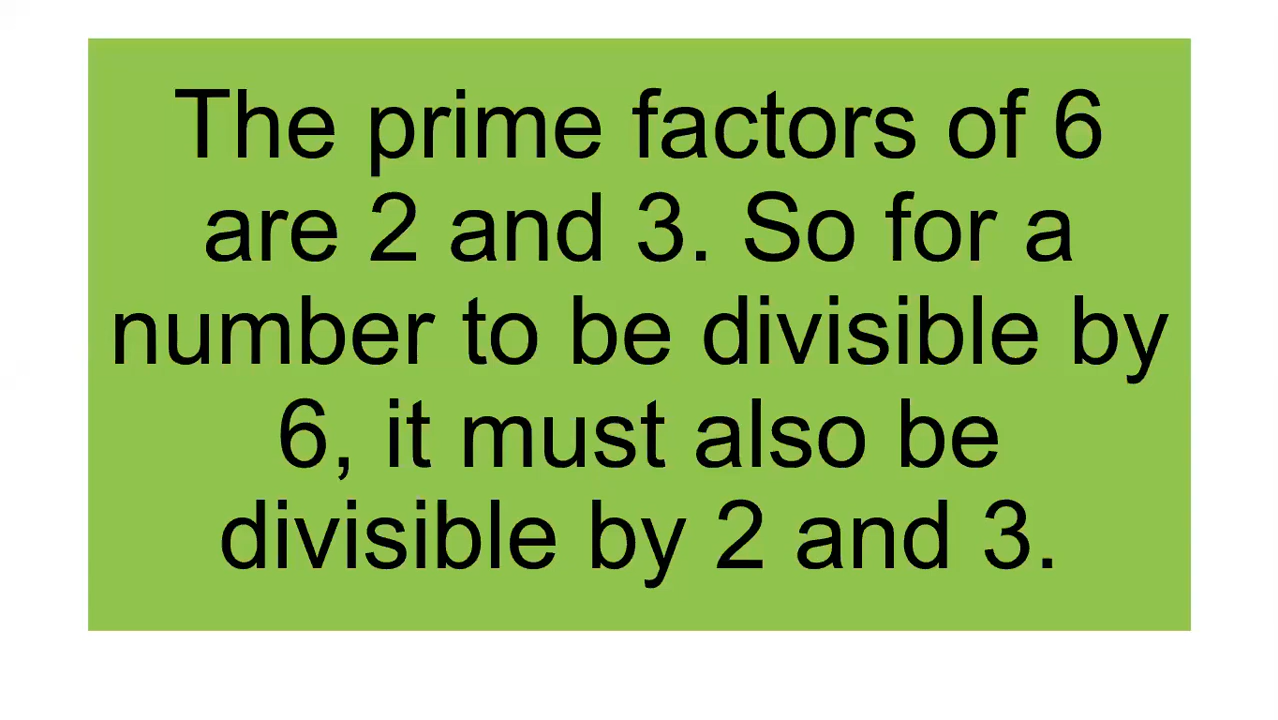 The prime factors of 6
are 2 and 3. So for a
number to be divisible by
6, it must also be
divisible by 2 and 3.